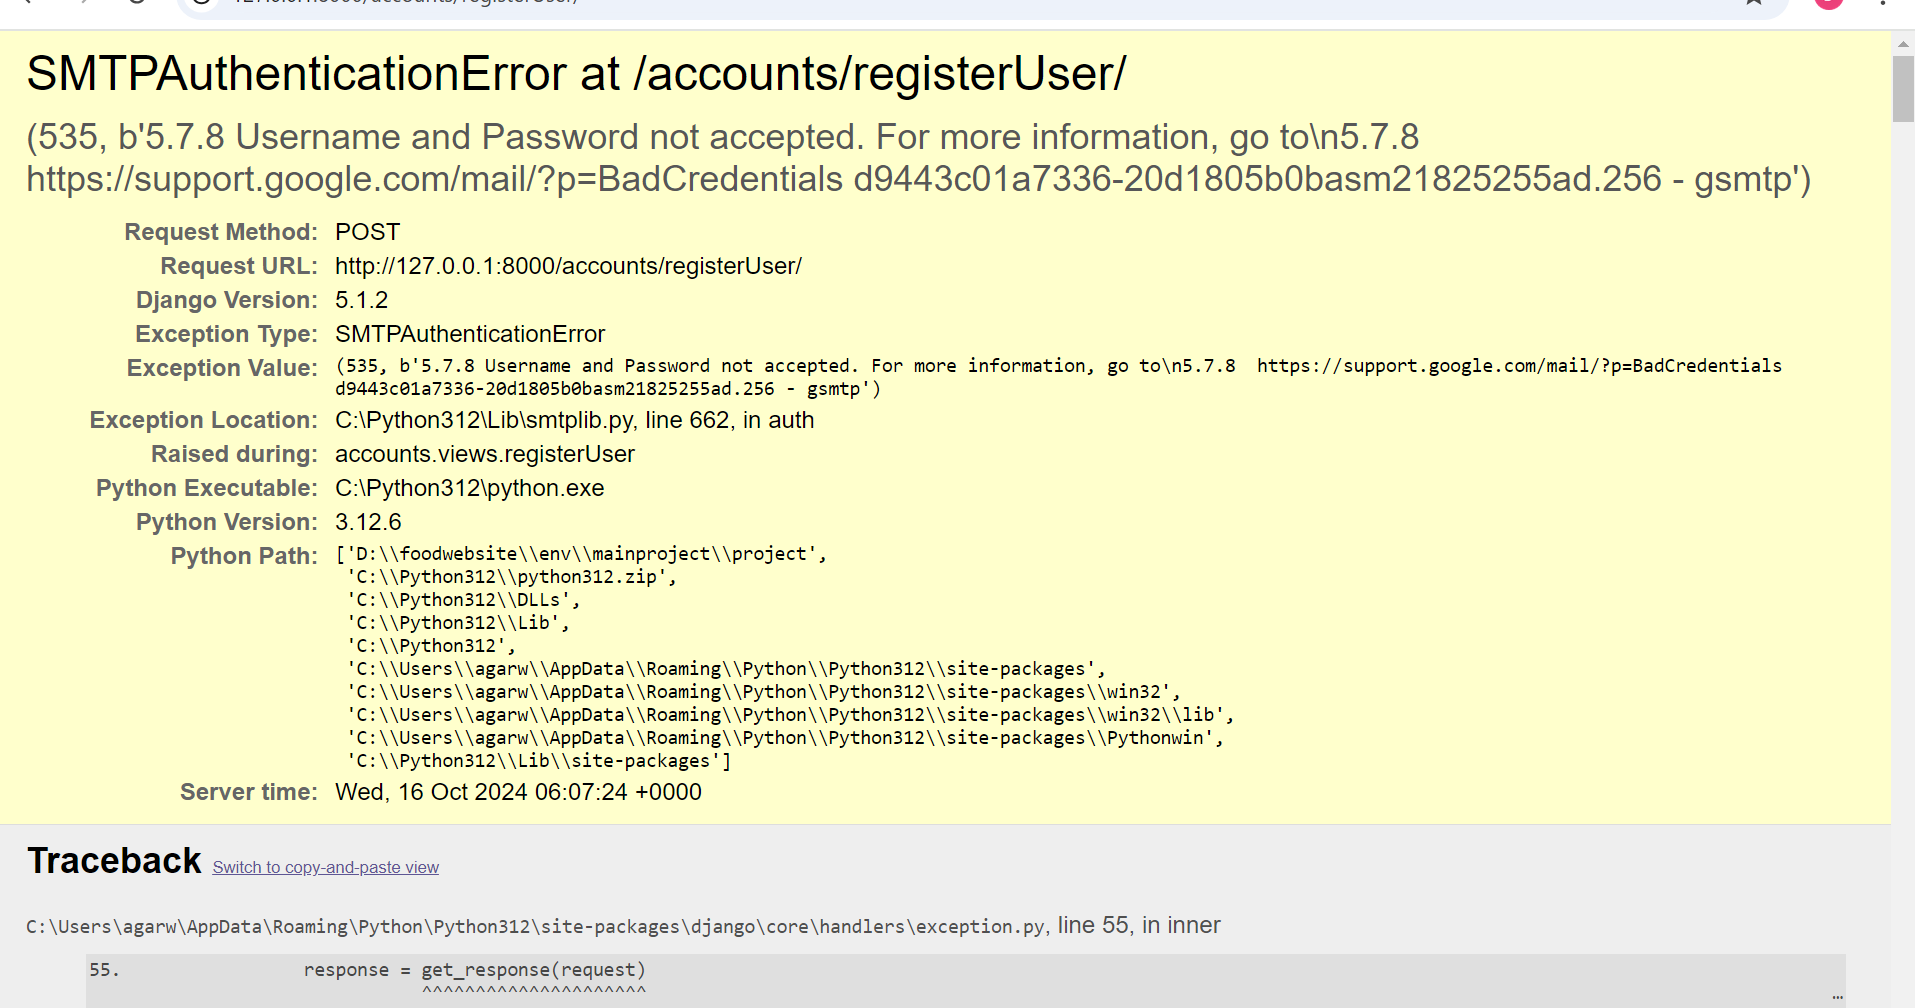 127.0.0.1:8000/accounts/registerUser/
SMTPAuthenticationError at /accounts/registerUser/
(535, b'5.7.8 Username and Password not accepted. For more information, go to\n5.7.8
https://support.google.com/mail/?p=BadCredentials d9443c01a7336-20d1805b0basm21825255ad.256 - gsmtp')
Request Method: POST
Request URL: http://127.0.0.1:8000/accounts/registerUser/
Django Version: 5.1.2
Exception Type: SMTPAuthenticationError
Exception Value: (535, b'5.7.8 Username and Password not accepted. For more information, go to\n5.7.8  https://support.google.com/mail/?p=BadCredentials
d9443c01a7336-20d1805b0basm21825255ad.256 - gsmtp')
Exception Location: C:\Python312\Lib\smtplib.py, line 662, in auth
Raised during: accounts.views.registerUser
Python Executable: C:\Python312\python.exe
Python Version: 3.12.6
Python Path: ['D:\\foodwebsite\\env\\mainproject\\project',
'C:\\Python312\\python312.zip',
'C:\\Python312\\DLLs',
'C:\\Python312\\Lib',
'C:\\Python312',
'C:\\Users\\agarw\\AppData\\Roaming\\Python\\Python312\\site-packages',
'C:\\Users\\agarw\\AppData\\Roaming\\Python\\Python312\\site-packages\\win32',
'C:\\Users\\agarw\\AppData\\Roaming\\Python\\Python312\\site-packages\\win32\\lib',
'C:\\Users\\agarw\\AppData\\Roaming\\Python\\Python312\\site-packages\\Pythonwin',
'C:\\Python312\\Lib\\site-packages']
Server time: Wed, 16 Oct 2024 06:07:24 +0000
Traceback Switch to copy-and-paste view
C:\Users\agarw\AppData\Roaming\Python\Python312\site-packages\django\core\handlers\exception.py, line 55, in inner
55. response = get_response(request)
^^^^^^^^^^^^^^^^^^^^^
…